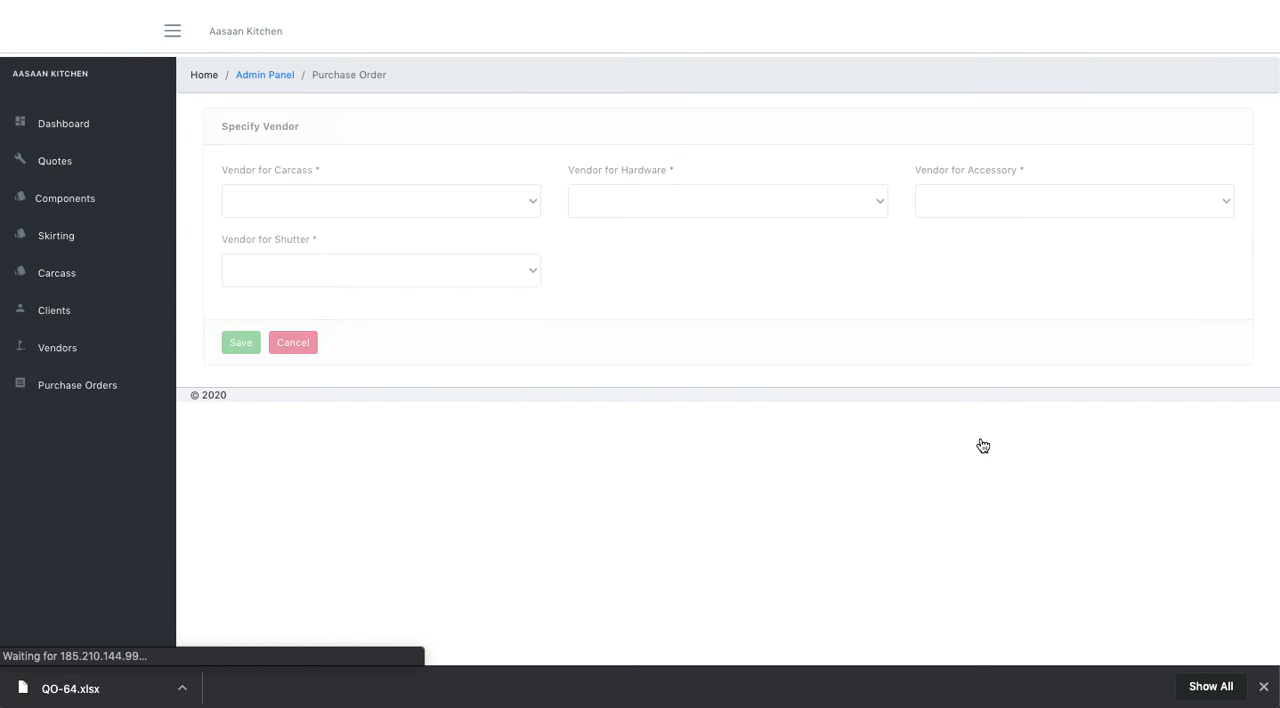 Aasaan Kitchen
AASAAN KITCHEN
Dashboard
Quotes
Components
Skirting
Carcass
Clients
Vendors
Purchase Orders
Home / Admin Panel / Purchase Order
Specify Vendor
Vendor for Carcass *
Vendor for Hardware *
Vendor for Accessory *
Vendor for Shutter *
Save
Cancel
© 2020
Waiting for 185.210.144.99...
QO-64.xlsx
Show All